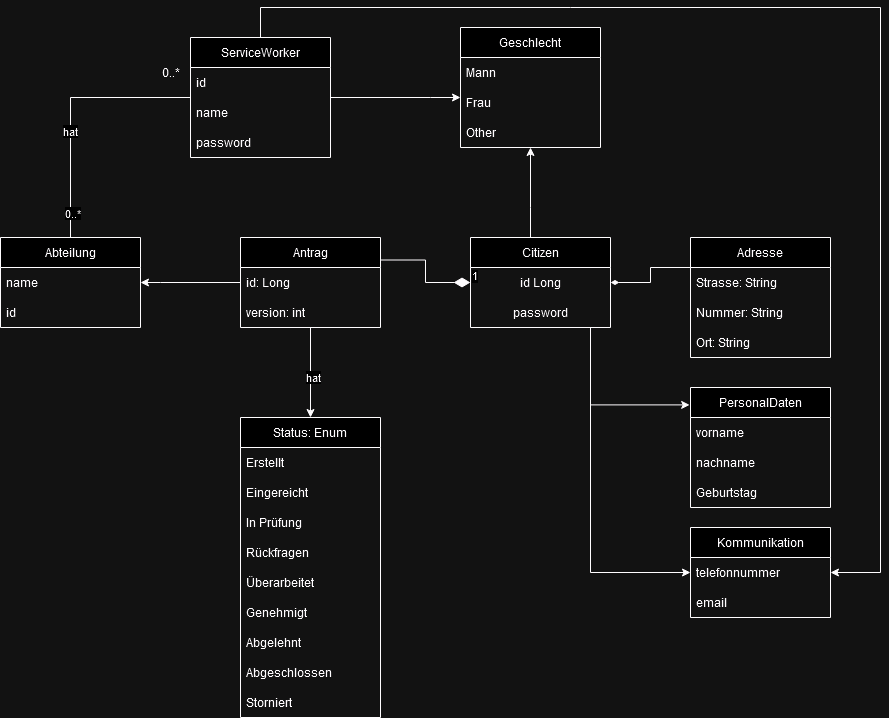 ServiceWorker
id
name
password
0..*
hat
0..*
Geschlecht
Mann
Frau
Other
Abteilung
name
id
Antrag
id: Long
version: int
hat
Citizen
1
id Long
password
Adresse
Strasse: String
Nummer: String
Ort: String
Status: Enum
Erstellt
Eingereicht
In Prüfung
Rückfragen
Überarbeitet
Genehmigt
Abgelehnt
Abgeschlossen
Storniert
PersonalDaten
vorname
nachname
Geburtstag
Kommunikation
telefonnummer
email